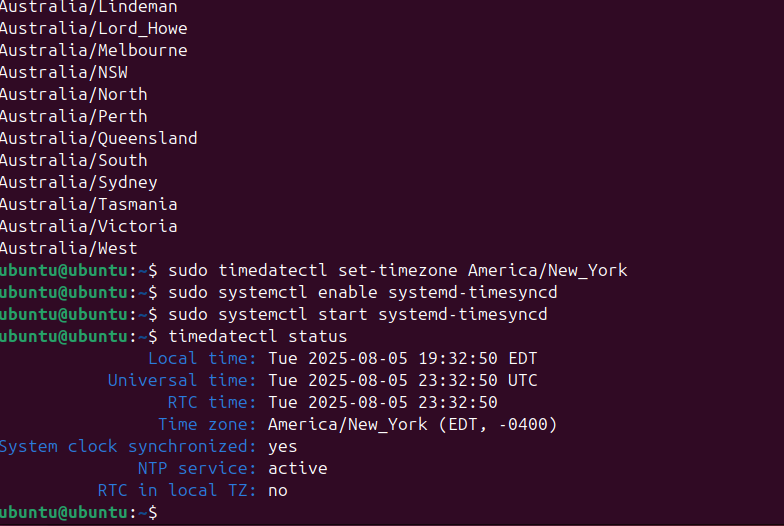 Australia/Lindeman
Australia/Lord_Howe
Australia/Melbourne
Australia/NSW
Australia/North
Australia/Perth
Australia/Queensland
Australia/South
Australia/Sydney
Australia/Tasmania
Australia/Victoria
Australia/West
ubuntu@ubuntu:~$ sudo timedatectl set-timezone America/New_York
ubuntu@ubuntu:~$ sudo systemctl enable systemd-timesyncd
ubuntu@ubuntu:~$ sudo systemctl start systemd-timesyncd
ubuntu@ubuntu:~$ timedatectl status
Local time: Tue 2025-08-05 19:32:50 EDT
Universal time: Tue 2025-08-05 23:32:50 UTC
RTC time: Tue 2025-08-05 23:32:50
Time zone: America/New_York (EDT, -0400)
System clock synchronized: yes
NTP service: active
RTC in local TZ: no
ubuntu@ubuntu:~$